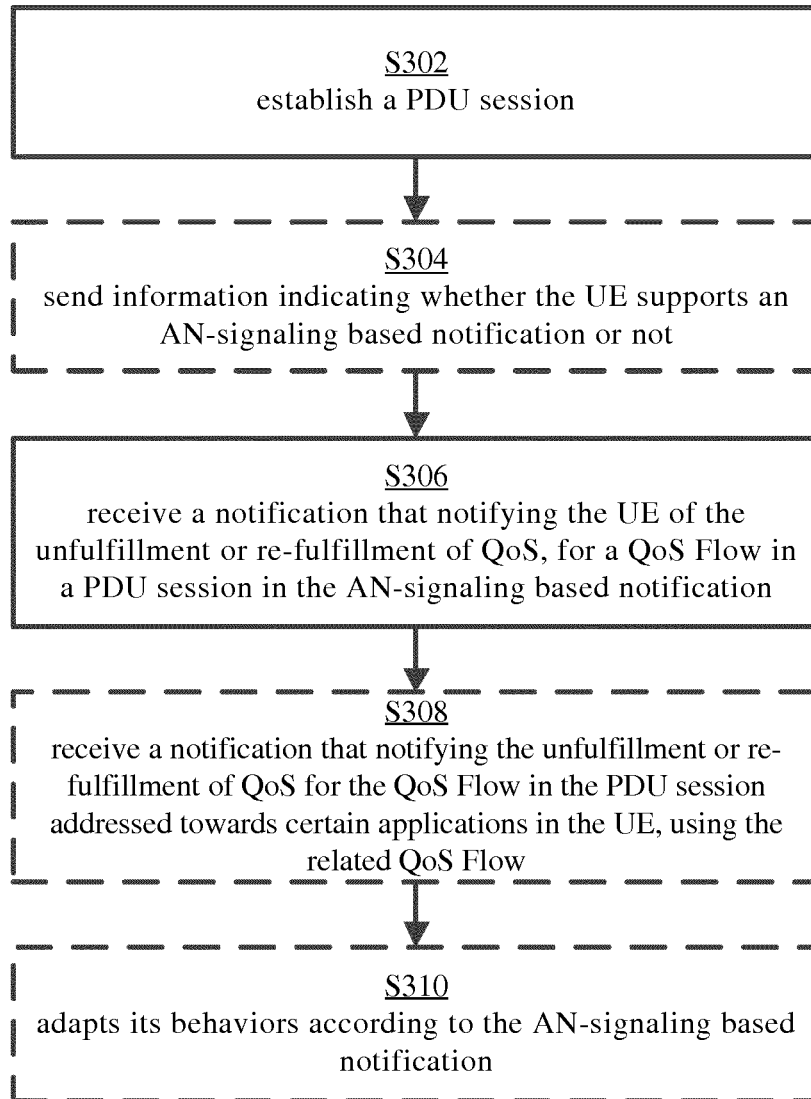 S302
establish a PDU session
S304
send information indicating whether the UE supports an
AN-signaling based notification or not
S306
receive a notification that notifying the UE of the
unfulfillment or re-fulfillment of QoS, for a QoS Flow in
a PDU session in the AN-signaling based notification
S308
receive a notification that notifying the unfulfillment or re-
fulfillment of QoS for the QoS Flow in the PDU session
addressed towards certain applications in the UE, using the
related QoS Flow
S310
adapts its behaviors according to the AN-signaling based
notification